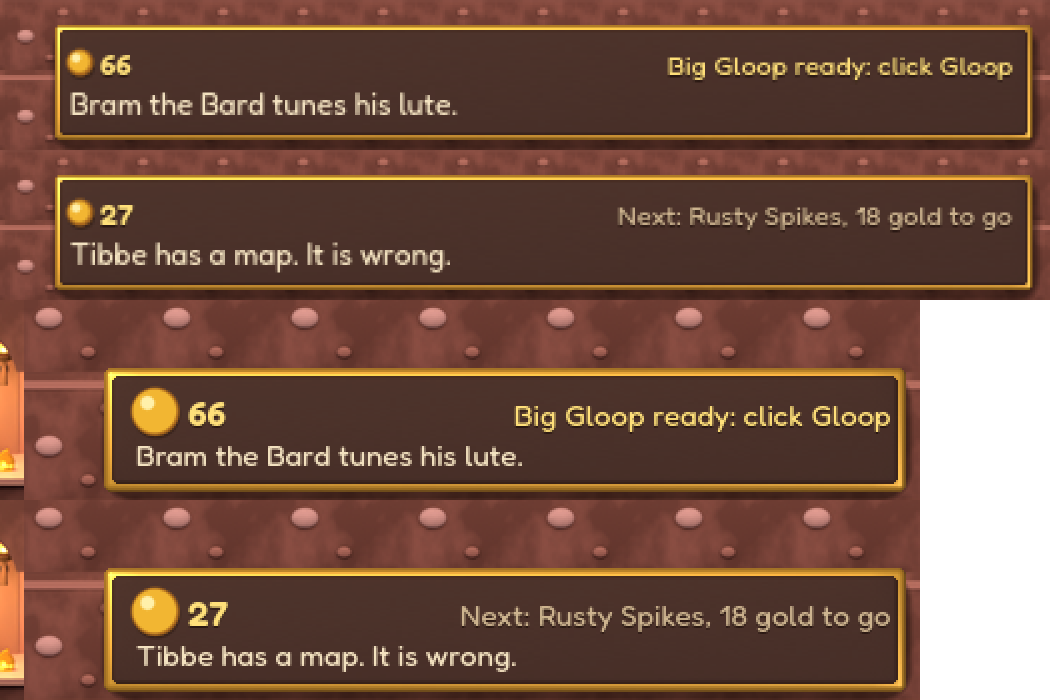 66 Big Gloop ready: click Gloop
Bram the Bard tunes his lute.
27 Next: Rusty Spikes, 18 gold to go
Tibbe has a map. It is wrong.
66 Big Gloop ready: click Gloop
Bram the Bard tunes his lute.
27 Next: Rusty Spikes, 18 gold to go
Tibbe has a map. It is wrong.